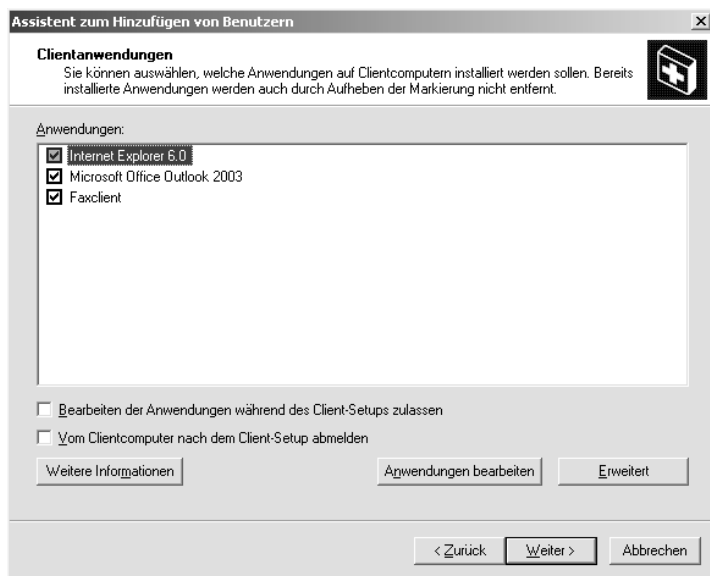 Assistent zum Hinzufügen von Benutzern
Clientanwendungen
Sie können auswählen, welche Anwendungen auf Clientcomputern installiert werden sollen. Bereits
installierte Anwendungen werden auch durch Aufheben der Markierung nicht entfernt.
Anwendungen:
Internet Explorer 6.0
Microsoft Office Outlook 2003
Faxclient
Bearbeiten der Anwendungen während des Client-Setups zulassen
Vom Clientcomputer nach dem Client-Setup abmelden
Weitere Informationen
Anwendungen bearbeiten
Erweitert
< Zurück
Weiter >
Abbrechen